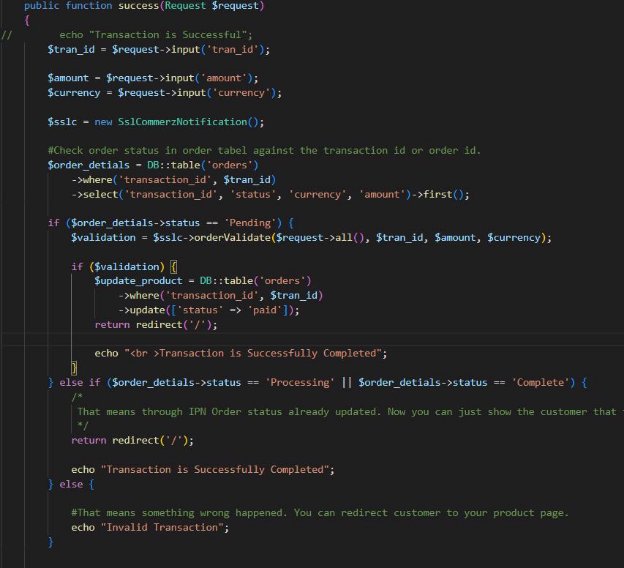 public function success(Request $request)
{
//        echo "Transaction is Successful";
$tran_id = $request->input('tran_id');
$amount = $request->input('amount');
$currency = $request->input('currency');
$sslc = new SslCommerzNotification();
#Check order status in order tabel against the transaction id or order id.
$order_detials = DB::table('orders')
->where('transaction_id', $tran_id)
->select('transaction_id', 'status', 'currency', 'amount')->first();
if ($order_detials->status == 'Pending') {
$validation = $sslc->orderValidate($request->all(), $tran_id, $amount, $currency);
if ($validation) {
$update_product = DB::table('orders')
->where('transaction_id', $tran_id)
->update(['status' => 'paid']);
return redirect('/');
echo "<br >Transaction is Successfully Completed";
}
} else if ($order_detials->status == 'Processing' || $order_detials->status == 'Complete') {
/*
That means through IPN Order status already updated. Now you can just show the customer that
*/
return redirect('/');
echo "Transaction is Successfully Completed";
} else {
#That means something wrong happened. You can redirect customer to your product page.
echo "Invalid Transaction";
}